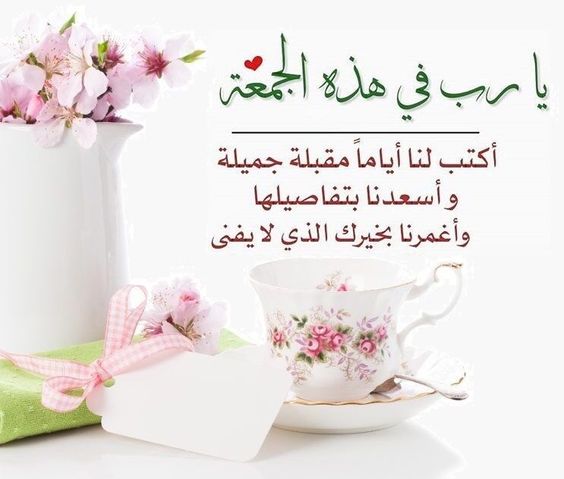 يا رب في هذه الجمعة
أكتب لنا أياماً مقبلة جميلة
و أسعدنا بتفاصيلها
وأغمرنا بخيرك الذي لا يفنى